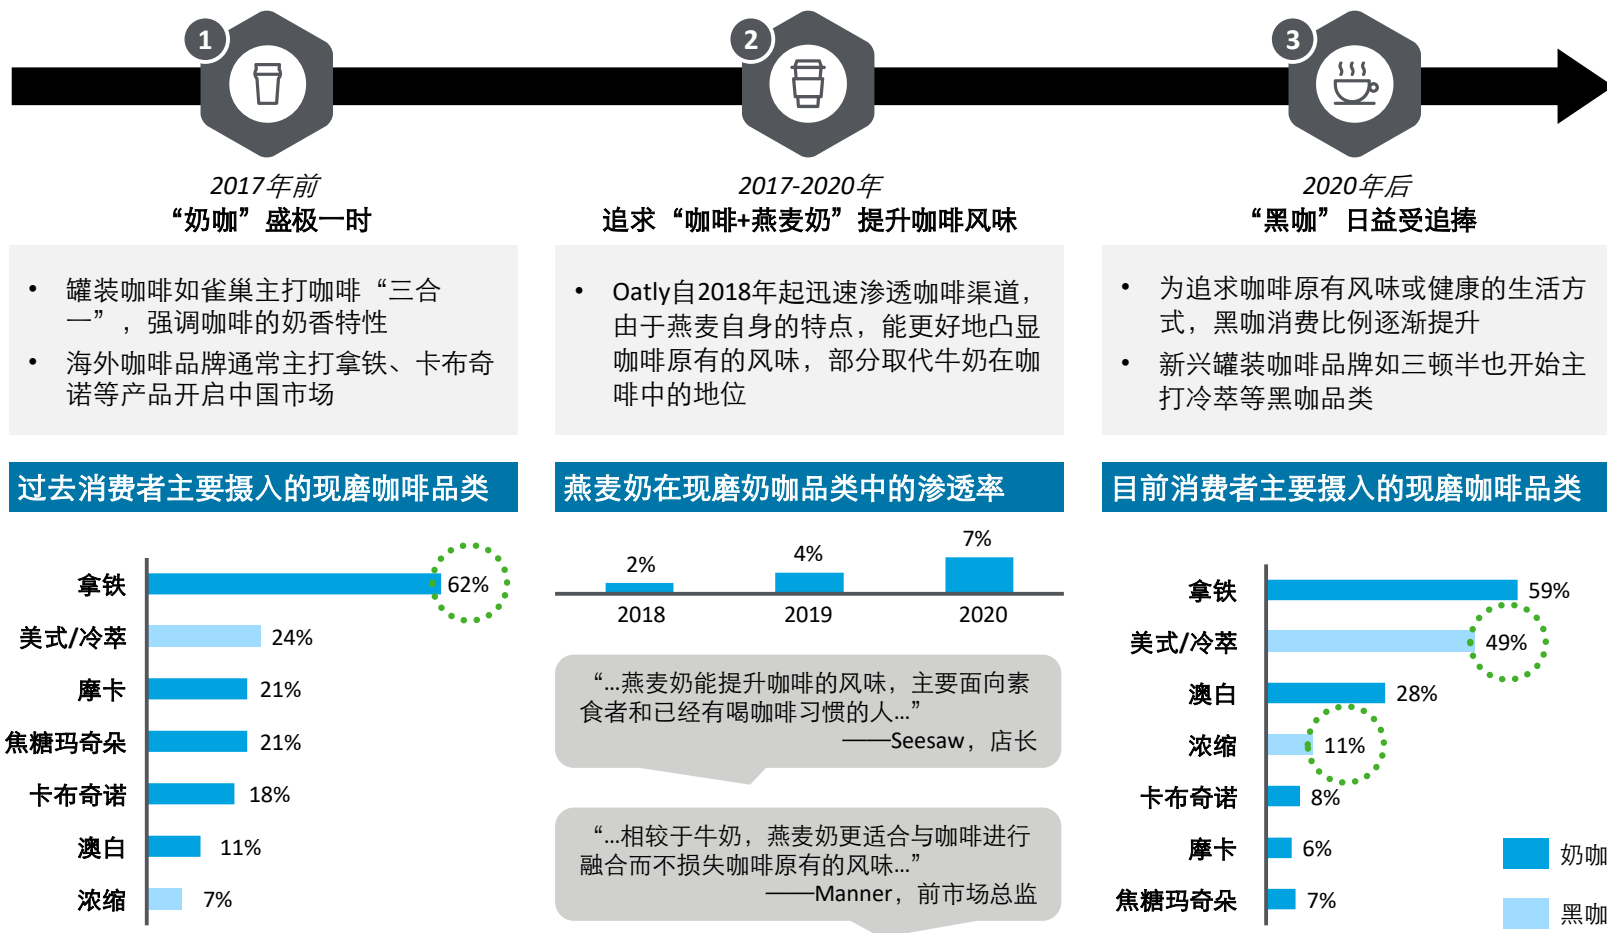 1
2
3
2017年前
“奶咖”盛极一时
2017-2020年
追求“咖啡+燕麦奶”提升咖啡风味
2020年后
“黑咖”日益受追捧
• 罐装咖啡如雀巢主打咖啡“三合
一”，强调咖啡的奶香特性
• 海外咖啡品牌通常主打拿铁、卡布奇
诺等产品开启中国市场
• Oatly自2018年起迅速渗透咖啡渠道，
由于燕麦自身的特点，能更好地凸显
咖啡原有的风味，部分取代牛奶在咖
啡中的地位
• 为追求咖啡原有风味或健康的生活方
式，黑咖消费比例逐渐提升
• 新兴罐装咖啡品牌如三顿半也开始主
打冷萃等黑咖品类
过去消费者主要摄入的现磨咖啡品类
拿铁 62%
美式/冷萃 24%
摩卡 21%
焦糖玛奇朵 21%
卡布奇诺 18%
澳白 11%
浓缩 7%
燕麦奶在现磨奶咖品类中的渗透率
2% 4% 7%
2018 2019 2020
“…燕麦奶能提升咖啡的风味，主要面向素
食者和已经有喝咖啡习惯的人…”
——Seesaw，店长
“…相较于牛奶，燕麦奶更适合与咖啡进行
融合而不损失咖啡原有的风味…”
——Manner，前市场总监
目前消费者主要摄入的现磨咖啡品类
拿铁 59%
美式/冷萃 49%
澳白 28%
浓缩 11%
卡布奇诺 8%
摩卡 6%
焦糖玛奇朵 7%
奶咖
黑咖